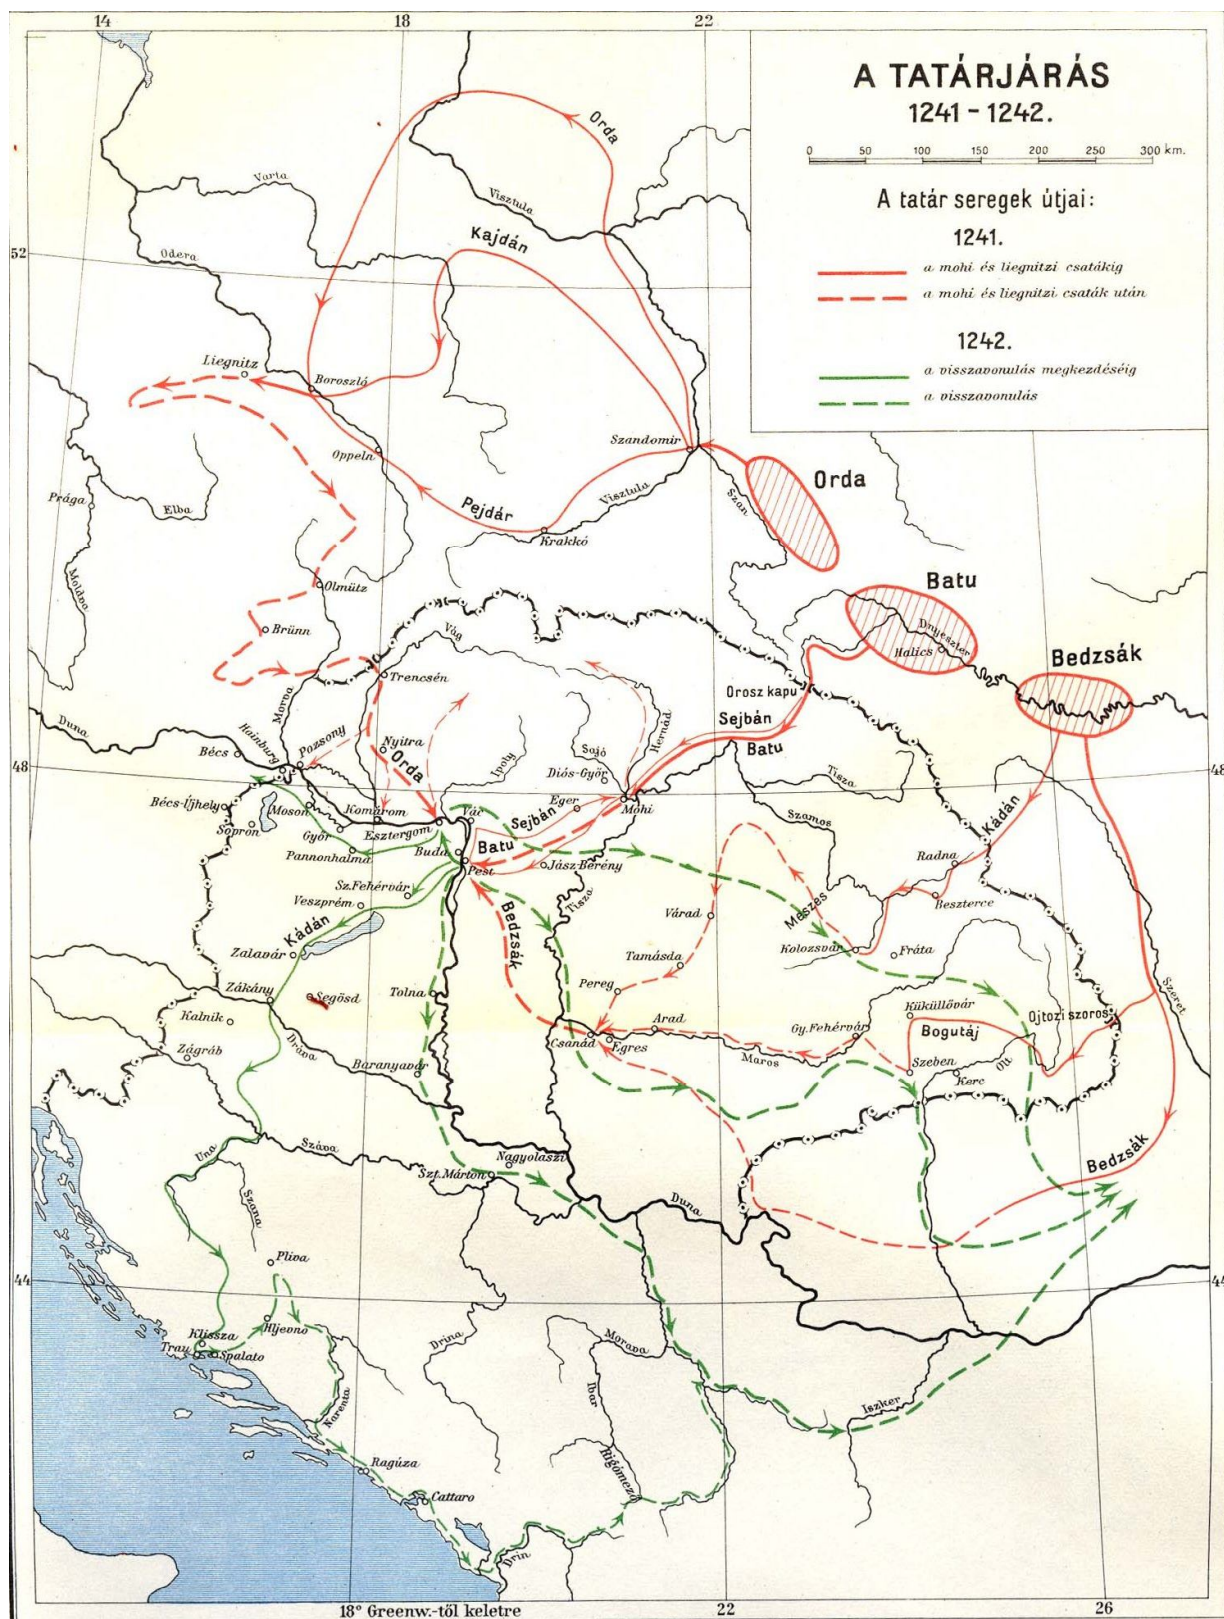 14
18
22
A TATÁRJÁRÁS
1241 - 1242.
0 50 100 150 200 250 300 km.
A tatár seregek útjai:
1241.
a mohi és liegnitzi csatákig
a mohi és liegnitzi csaták után
1242.
a visszavonulás megkezdéséig
a visszavonulás
Orda
Varta
Visztula
Kajdán
52
Odera
Liegnitz
Boroszló
Oppeln
Szandomir
Visztula
Szan
Orda
Prága
Elba
Pejdár
Krakkó
Moldva
Olmütz
Batu
Dnyeszter
Halics
Brünn
Vág
Bedzsák
Trencsén
Orosz kapu
Morva
Sejbán
Batu
Hernád
Duna
Hainburg
Pozsony
Bécs
Nyitra
Orda
Ipoly
Sajó
Diós-Győr
Tisza
48
48
Bécs-Újhely
Moson
Komárom
Vác
Eger
Sejbán
Mohi
Kádán
Sopron
Győr
Esztergom
Szamos
Pannonhalma
Buda
Batu
Radna
Pest
Jász-Berény
Sz.Fehérvár
Veszprém
Tisza
Beszterce
Kádán
Bedzsák
Várad
Meszes
Zalavár
Tamásda
Kolozsvár
Fráta
Zákány
Segösd
Tolna
Pereg
Szeret
Kalnik
Küküllővár
Ojtozi szoros
Arad
Gy.Fehérvár
Bogutáj
Csanád
Egres
Zágráb
Dráva
Maros
Szeben
Olt
Baranyavár
Kerc
Una
Száva
Nagyolaszi
Bedzsák
Szt.Márton
Szana
Duna
Pliva
44
44
Klissza
Hljevno
Trau
Spalato
Drina
Morava
Narenta
Ibar
Iszker
Ragúza
Rigómező
Cattaro
Drin
18° Greenw.-től keletre
22
26